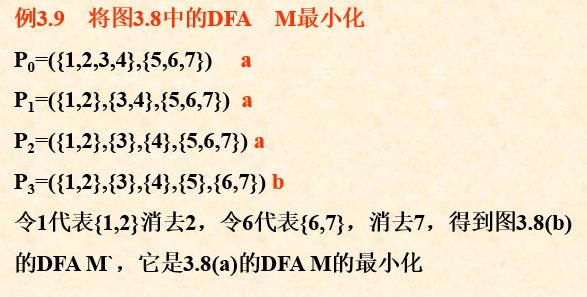 例3.9 将图3.8中的DFA M最小化
P₀=({1,2,3,4},{5,6,7}) a
P₁=({1,2},{3,4},{5,6,7}) a
P₂=({1,2},{3},{4},{5,6,7}) a
P₃=({1,2},{3},{4},{5},{6,7}) b
令1代表{1,2}消去2，令6代表{6,7}，消去7，得到图3.8(b)
的DFA M`，它是3.8(a)的DFA M的最小化